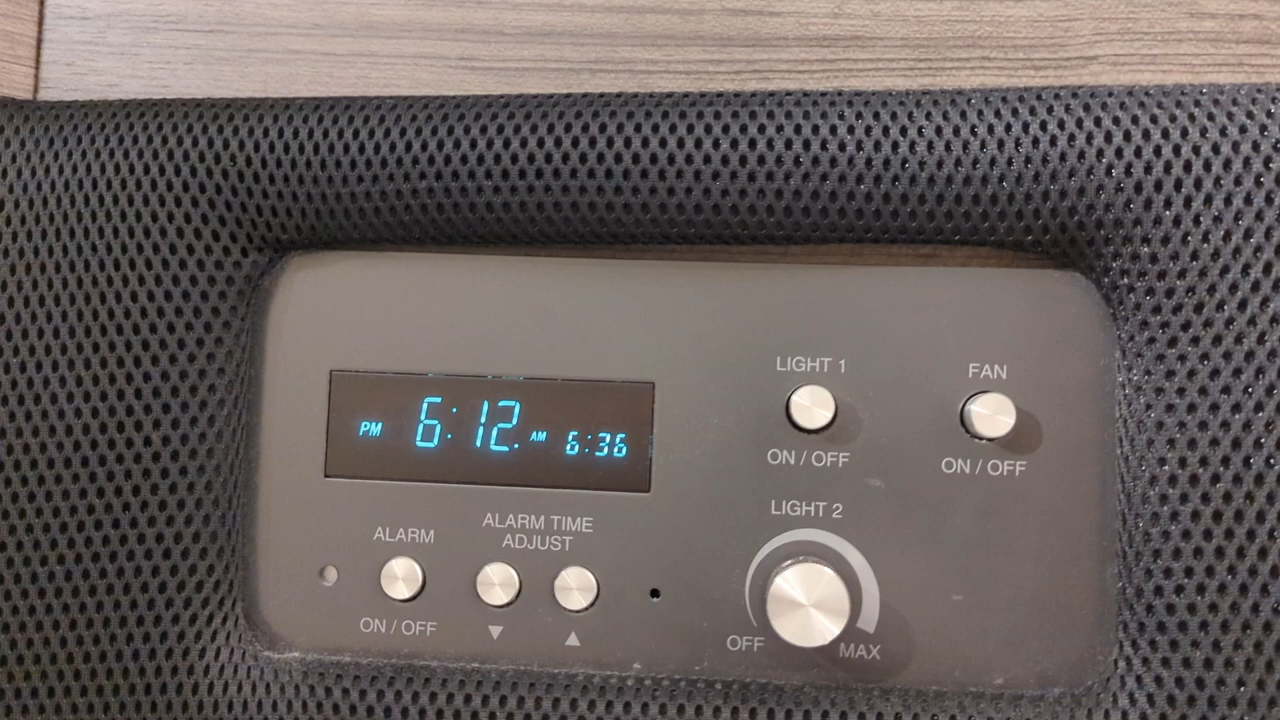 PM 6:12 AM 6:36
LIGHT 1
ON / OFF
FAN
ON / OFF
ALARM
ON / OFF
ALARM TIME
ADJUST
▼ ▲
LIGHT 2
OFF MAX